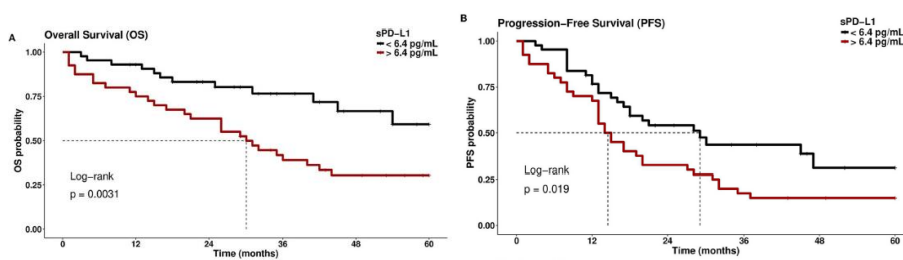 A
Overall Survival (OS)
sPD-L1
< 6.4 pg/mL
> 6.4 pg/mL
OS probability
1.00
0.75
0.50
0.25
0.00
Log-rank
p = 0.0031
0 12 24 36 48 60
Time (months)
B
Progression-Free Survival (PFS)
sPD-L1
< 6.4 pg/mL
> 6.4 pg/mL
PFS probability
1.00
0.75
0.50
0.25
0.00
Log-rank
p = 0.019
0 12 24 36 48 60
Time (months)